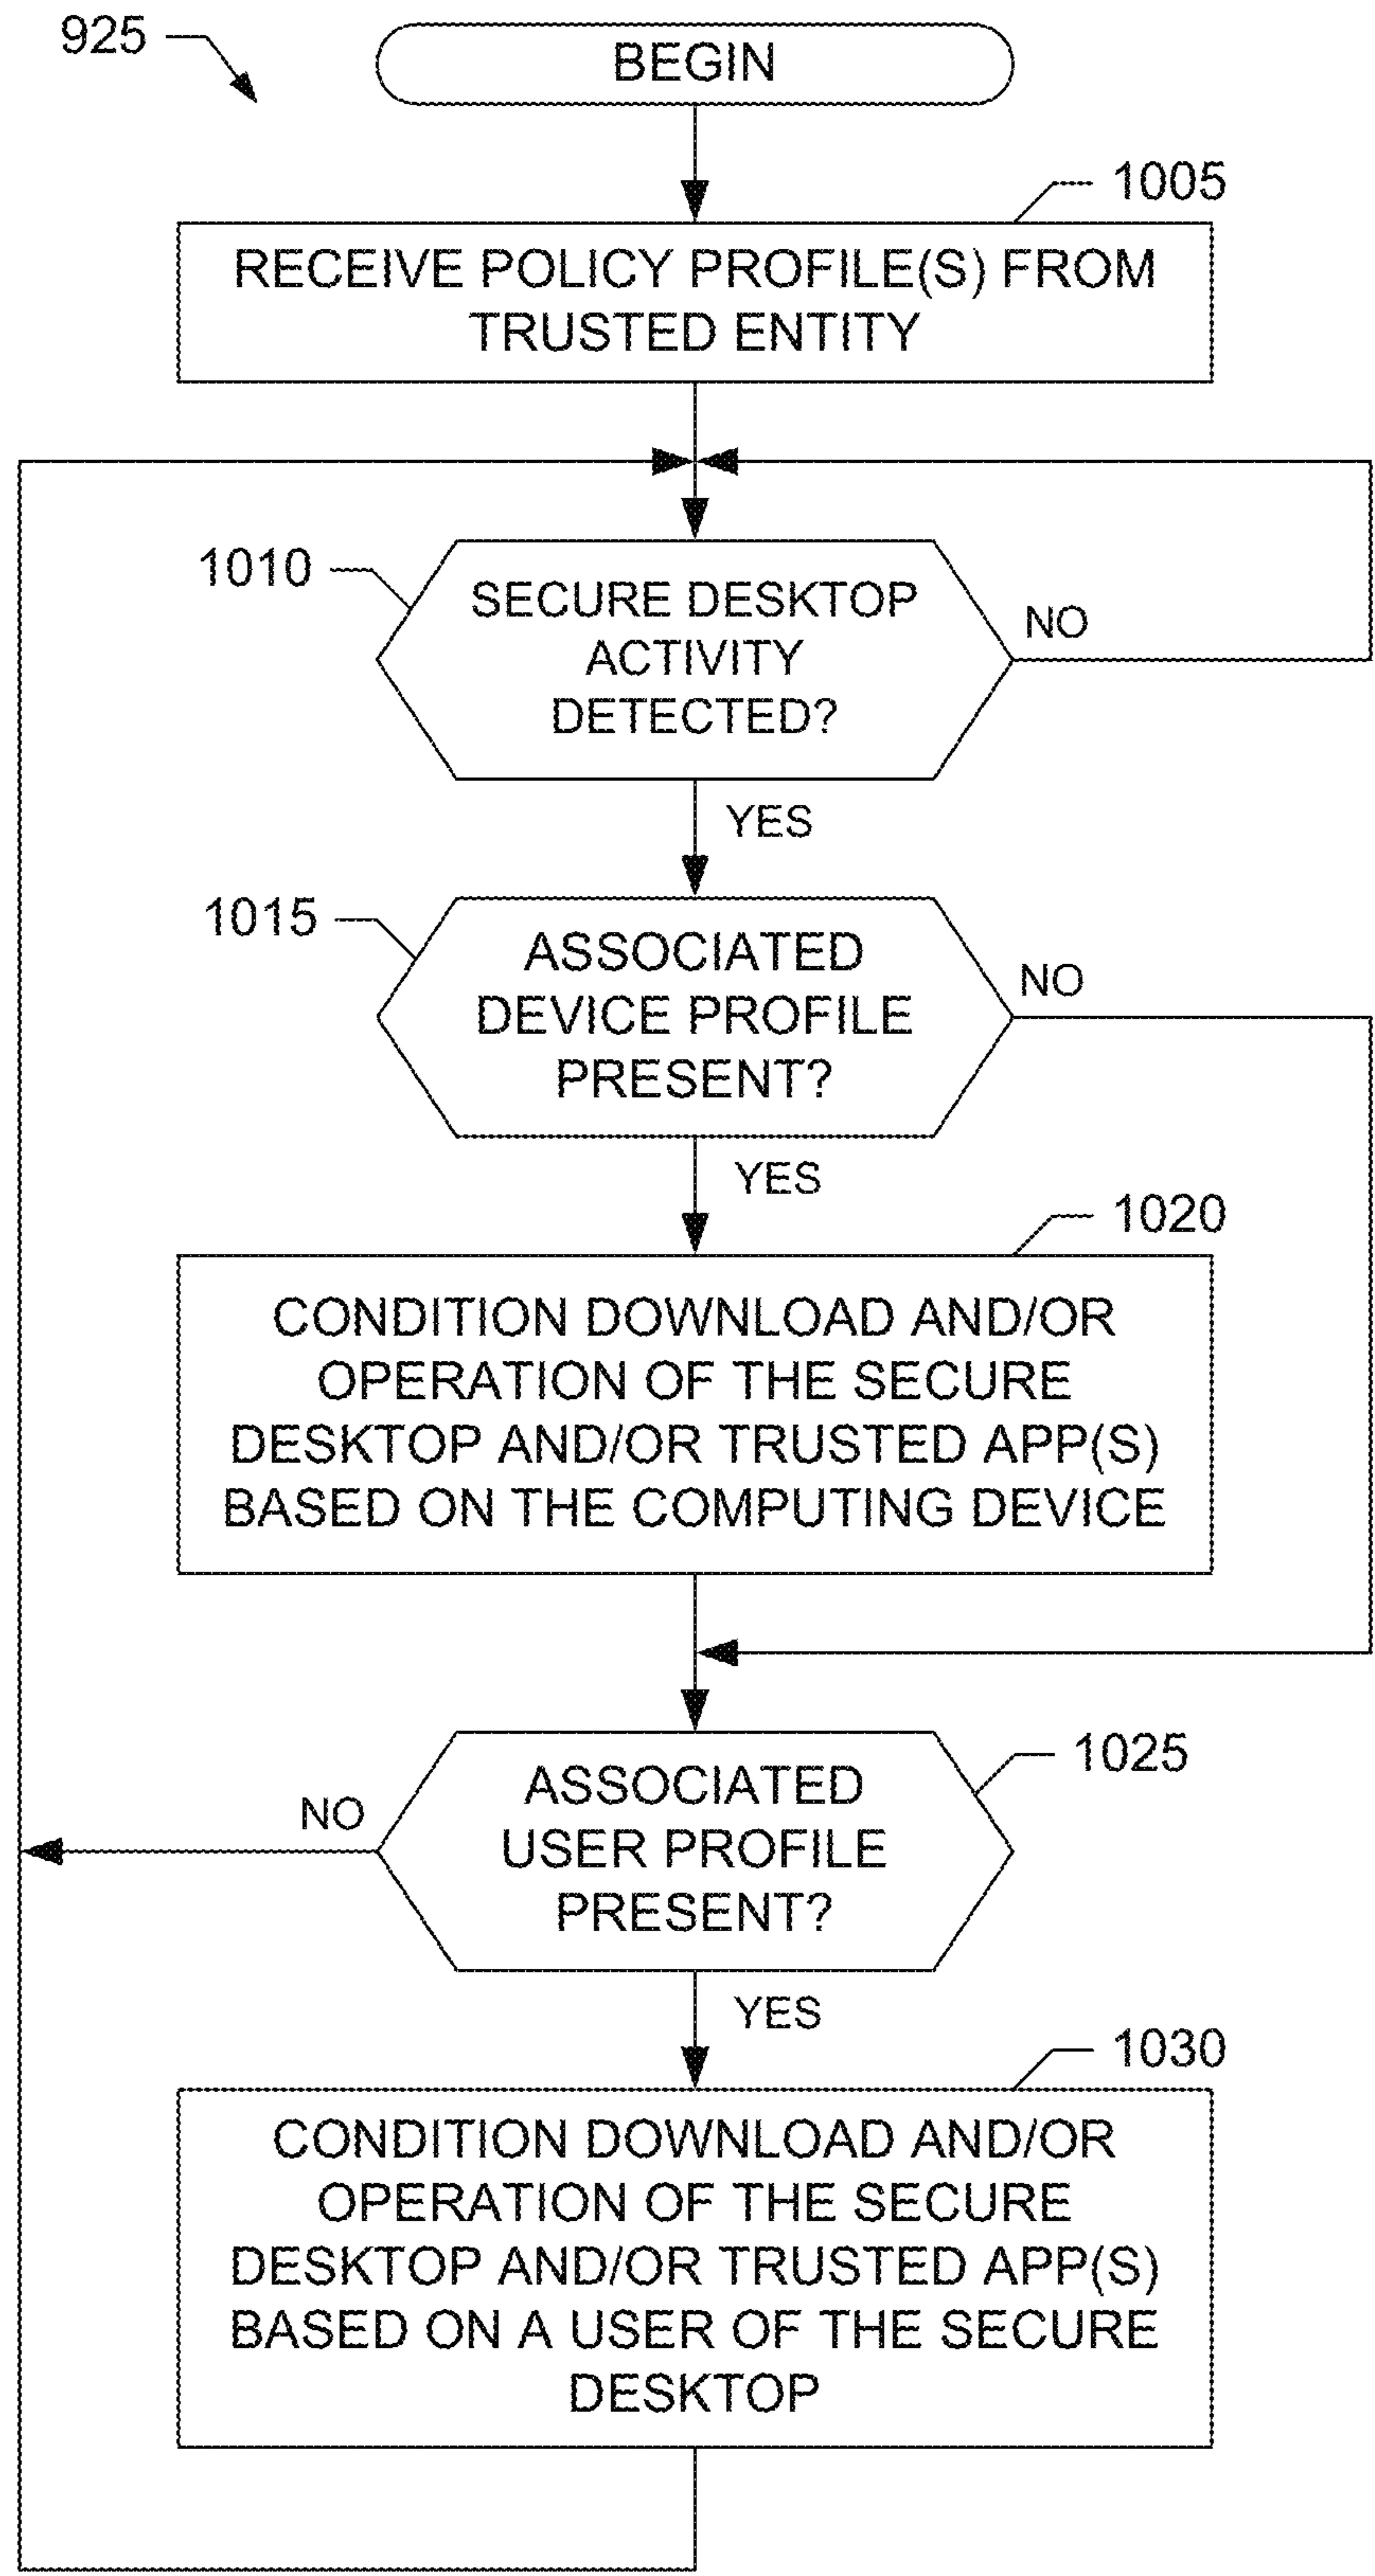 925
BEGIN
1005
RECEIVE POLICY PROFILE(S) FROM
TRUSTED ENTITY
1010
SECURE DESKTOP
ACTIVITY
DETECTED?
NO
YES
1015
ASSOCIATED
DEVICE PROFILE
PRESENT?
NO
YES
1020
CONDITION DOWNLOAD AND/OR
OPERATION OF THE SECURE
DESKTOP AND/OR TRUSTED APP(S)
BASED ON THE COMPUTING DEVICE
1025
ASSOCIATED
USER PROFILE
PRESENT?
NO
YES
1030
CONDITION DOWNLOAD AND/OR
OPERATION OF THE SECURE
DESKTOP AND/OR TRUSTED APP(S)
BASED ON A USER OF THE SECURE
DESKTOP